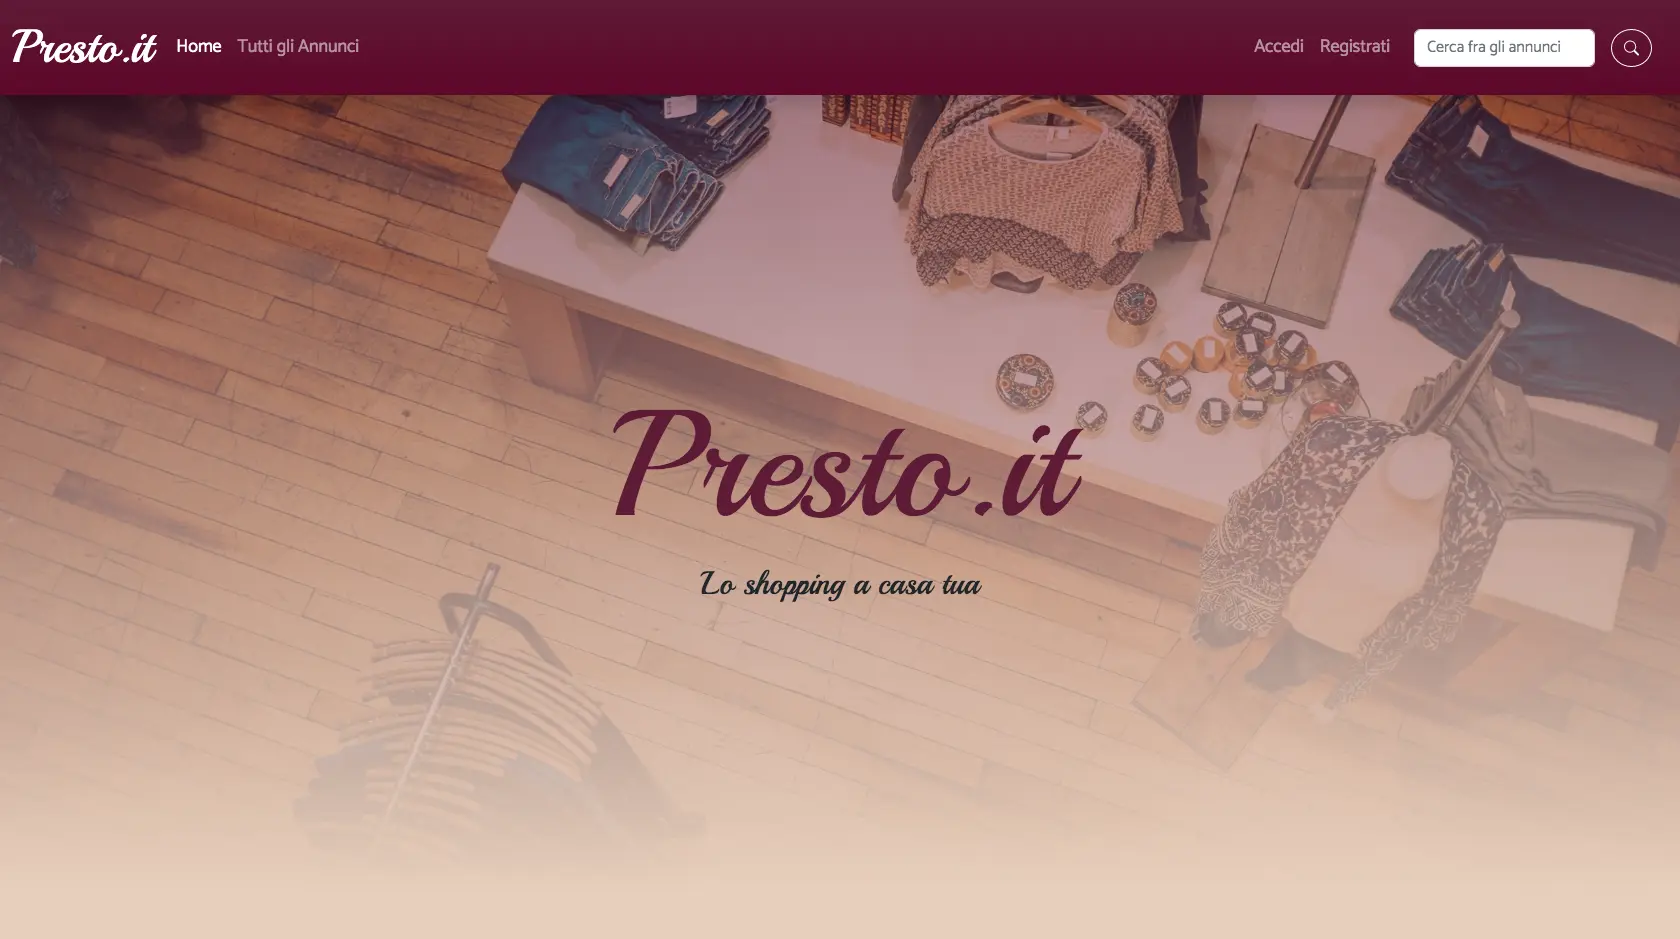 Presto.it
Home
Tutti gli Annunci
Accedi
Registrati
Cerca fra gli annunci
Presto.it
Lo shopping a casa tua